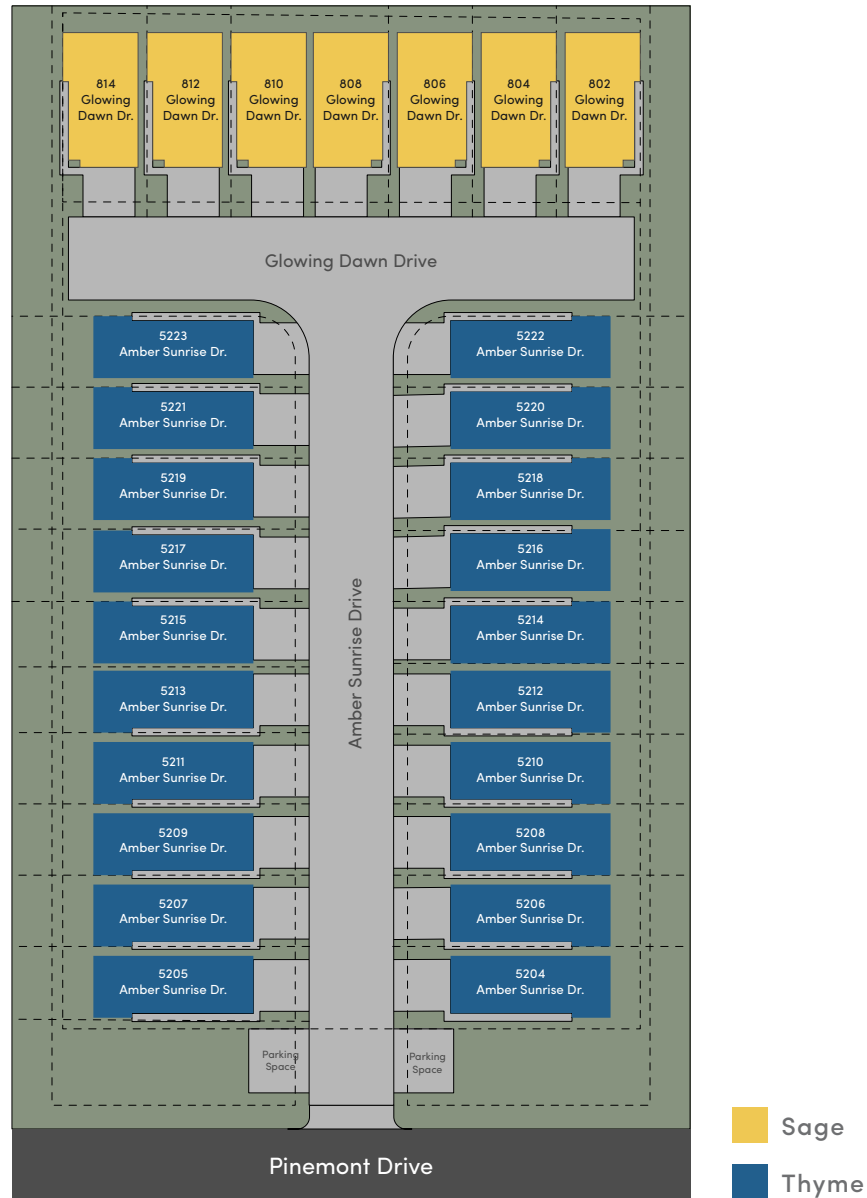 814
Glowing
Dawn Dr.
812
Glowing
Dawn Dr.
810
Glowing
Dawn Dr.
808
Glowing
Dawn Dr.
806
Glowing
Dawn Dr.
804
Glowing
Dawn Dr.
802
Glowing
Dawn Dr.
Glowing Dawn Drive
5223
Amber Sunrise Dr.
5222
Amber Sunrise Dr.
5221
Amber Sunrise Dr.
5220
Amber Sunrise Dr.
5219
Amber Sunrise Dr.
5218
Amber Sunrise Dr.
5217
Amber Sunrise Dr.
5216
Amber Sunrise Dr.
5215
Amber Sunrise Dr.
5214
Amber Sunrise Dr.
Amber Sunrise Drive
5213
Amber Sunrise Dr.
5212
Amber Sunrise Dr.
5211
Amber Sunrise Dr.
5210
Amber Sunrise Dr.
5209
Amber Sunrise Dr.
5208
Amber Sunrise Dr.
5207
Amber Sunrise Dr.
5206
Amber Sunrise Dr.
5205
Amber Sunrise Dr.
5204
Amber Sunrise Dr.
Parking
Space
Parking
Space
Pinemont Drive
Sage
Thyme